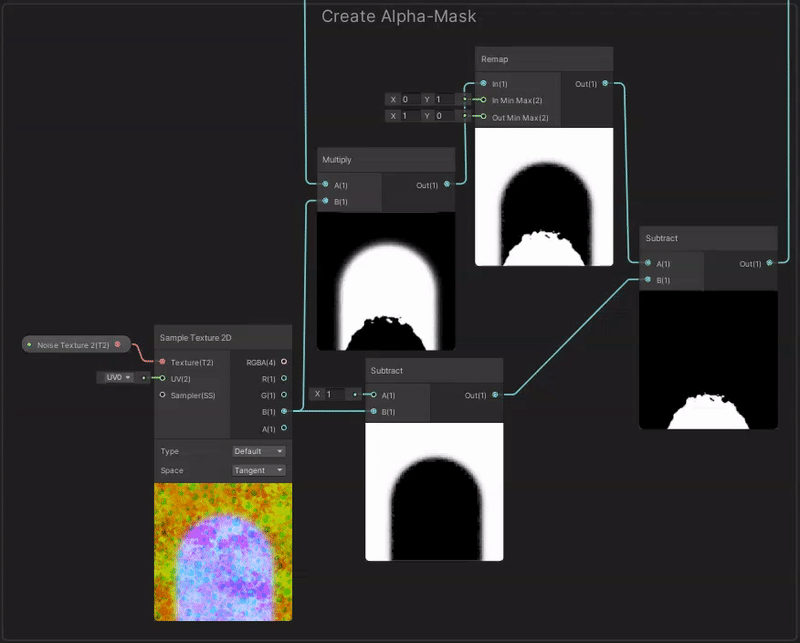 Create Alpha-Mask
Remap
In(1) Out(1)
X 0 Y 1 In Min Max(2)
X 1 Y 0 Out Min Max(2)
Multiply
A(1) Out(1)
B(1)
Subtract
A(1) Out(1)
B(1)
Sample Texture 2D
Noise Texture 2(T2)
Texture(T2) RGBA(4)
UV0 UV(2) R(1)
Sampler(SS) G(1)
B(1)
A(1)
Type Default
Space Tangent
Subtract
X 1 A(1) Out(1)
B(1)